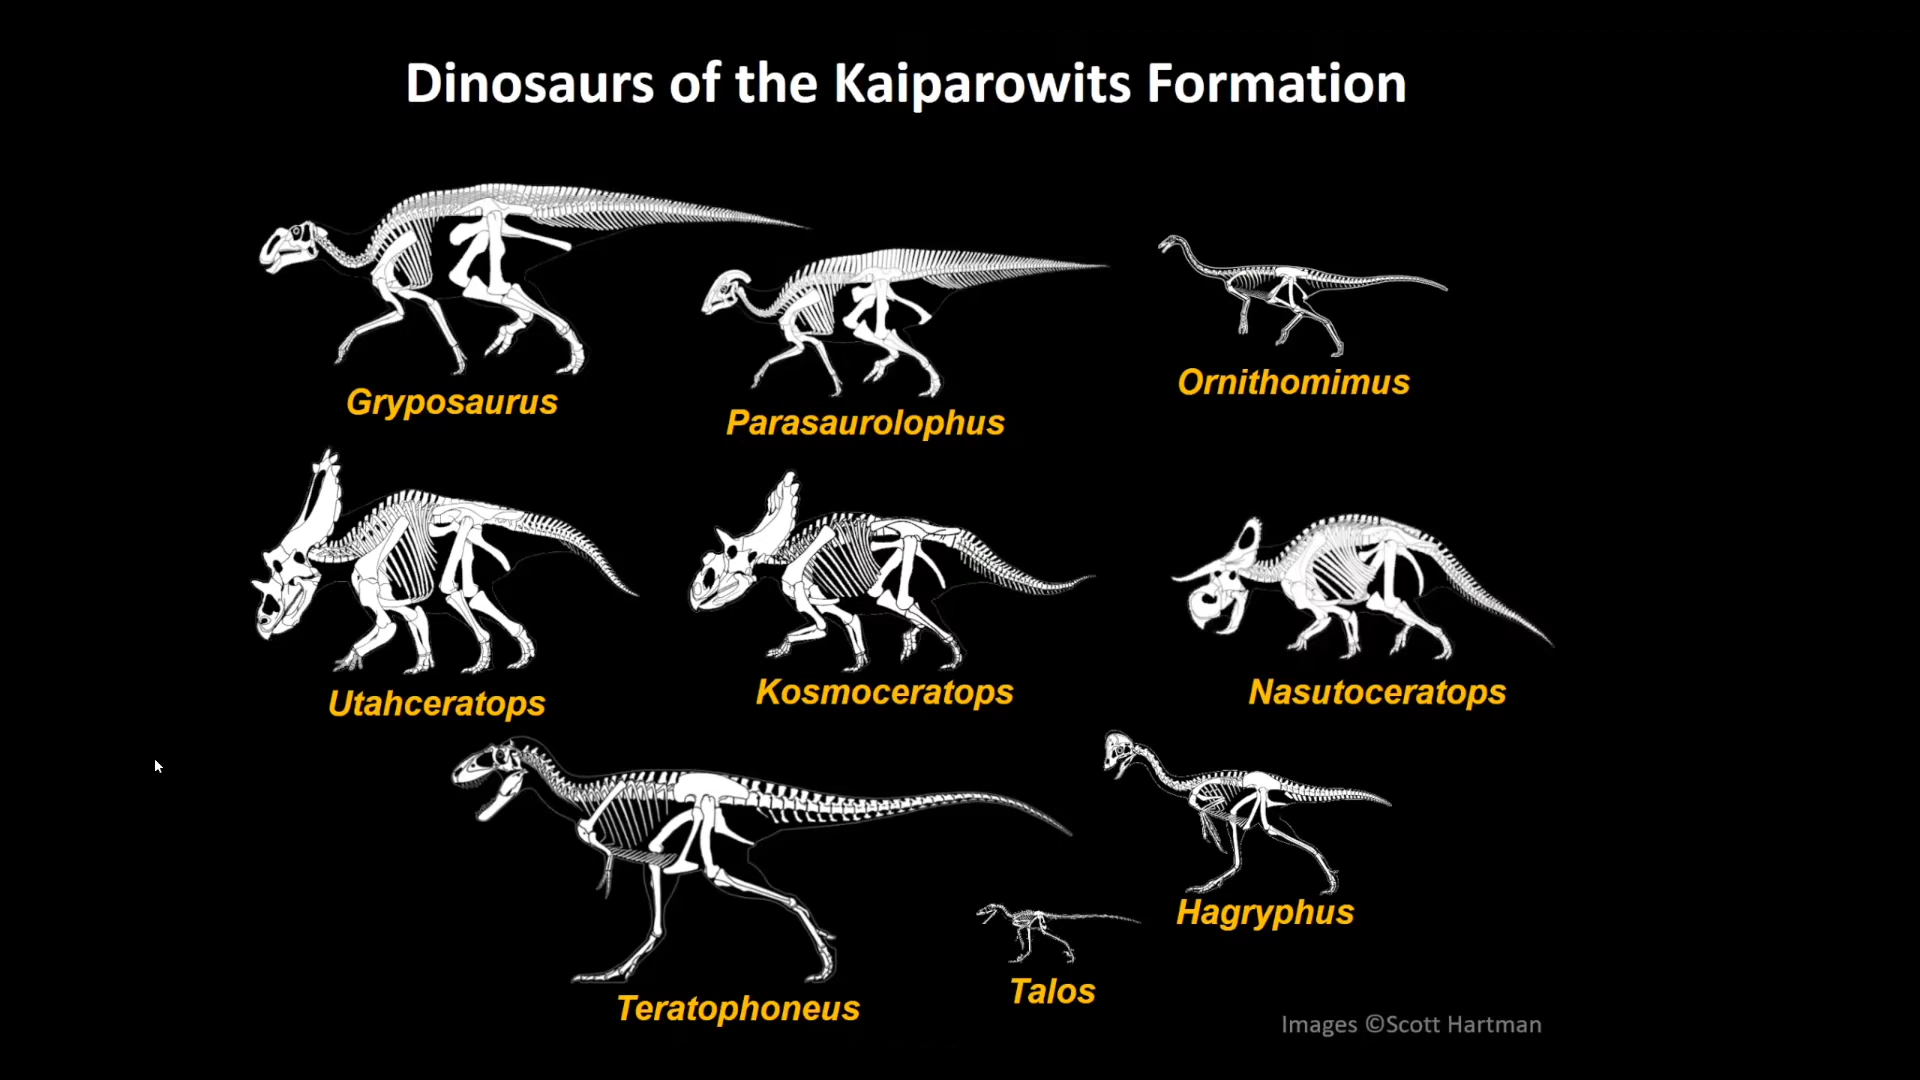 Dinosaurs of the Kaiparowits Formation
Gryposaurus
Parasaurolophus
Ornithomimus
Utahceratops
Kosmoceratops
Nasutoceratops
Teratophoneus
Talos
Hagryphus
Images ©Scott Hartman